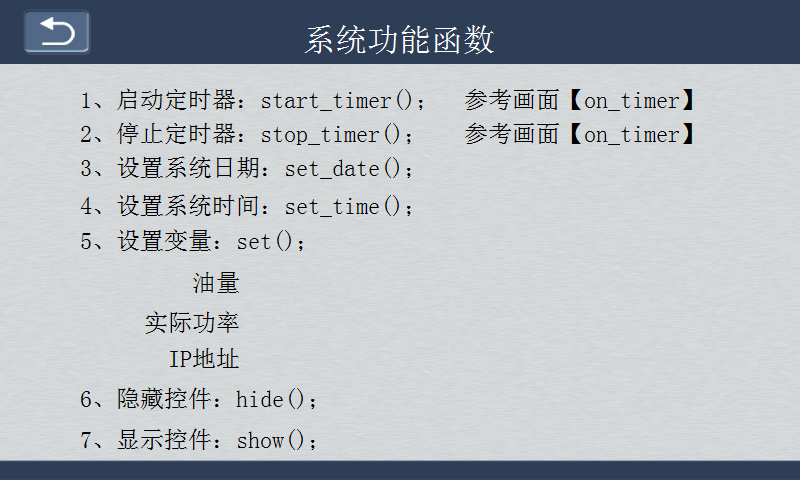 系统功能函数
1、启动定时器：start_timer()； 参考画面【on_timer】
2、停止定时器：stop_timer()； 参考画面【on_timer】
3、设置系统日期：set_date()；
4、设置系统时间：set_time()；
5、设置变量：set()；
油量
实际功率
IP地址
6、隐藏控件：hide()；
7、显示控件：show()；